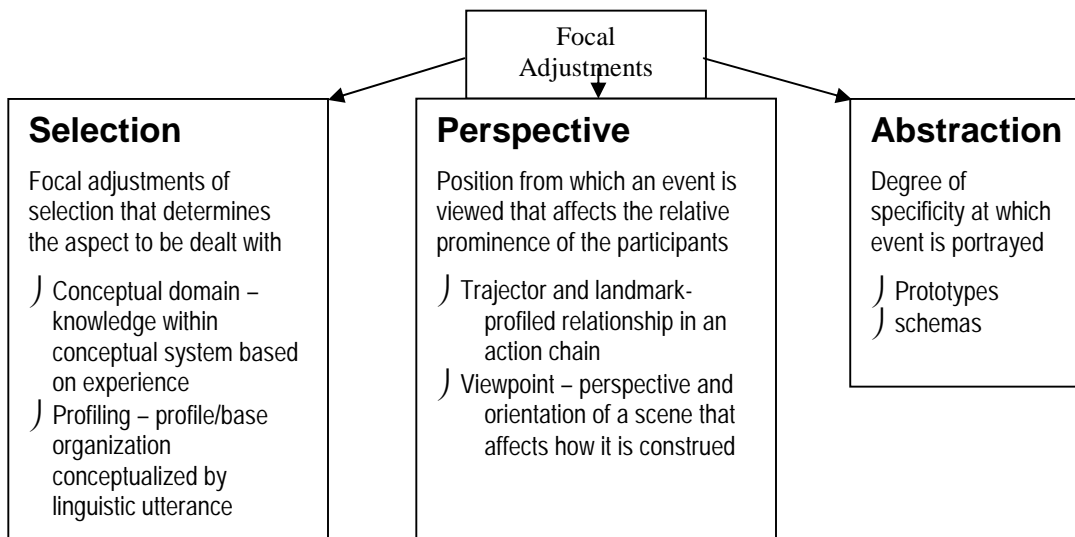 Focal
Adjustments
Selection
Focal adjustments of
selection that determines
the aspect to be dealt with
Conceptual domain –
knowledge within
conceptual system based
on experience
Profiling – profile/base
organization
conceptualized by
linguistic utterance
Perspective
Position from which an event is
viewed that affects the relative
prominence of the participants
Trajector and landmark-
profiled relationship in an
action chain
Viewpoint – perspective and
orientation of a scene that
affects how it is construed
Abstraction
Degree of
specificity at which
event is portrayed
Prototypes
schemas